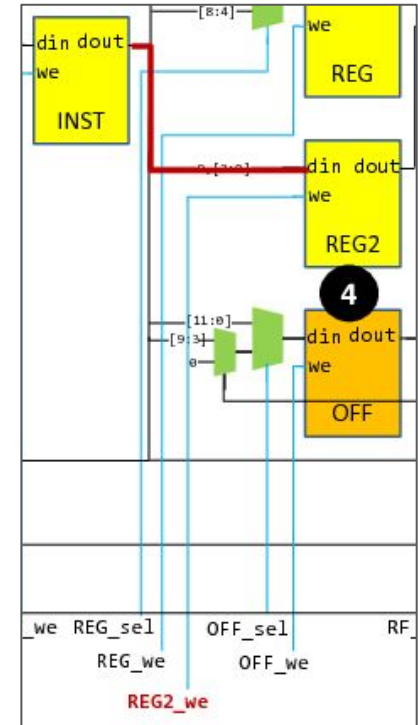 [8:4]
din dout
we
INST
we
REG
din dout
we
REG2
4
[11:0]
[9:3]
0
din dout
we
OFF
_we REG_sel OFF_sel RF_
REG_we OFF_we
REG2_we